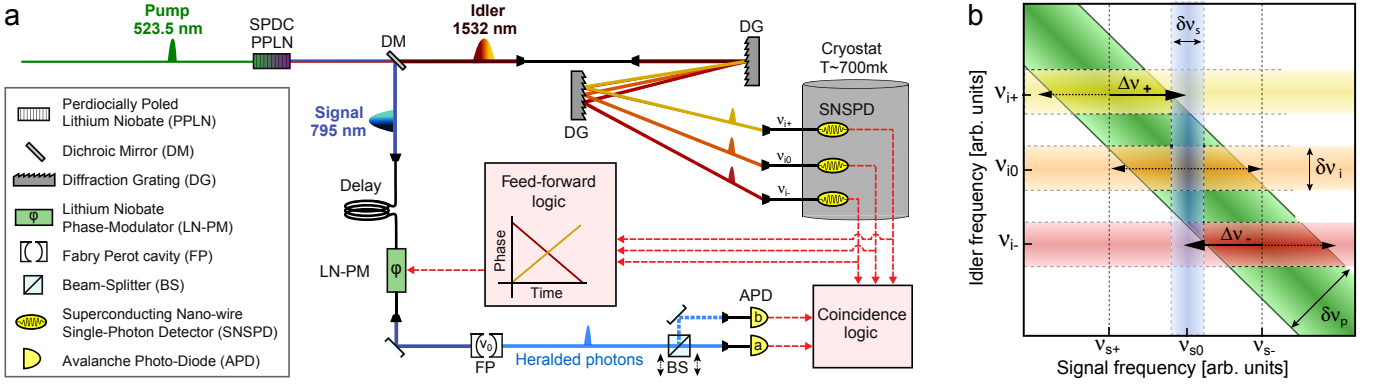 a
Pump
523.5 nm
SPDC
PPLN
DM
Idler
1532 nm
DG
DG
Cryostat
T~700mk
SNSPD
νi+
νi0
νi-
Signal
795 nm
Perdiocially Poled
Lithium Niobate (PPLN)
Dichroic Mirror (DM)
Diffraction Grating (DG)
φ
Lithium Niobate
Phase-Modulator (LN-PM)
Fabry Perot cavity (FP)
Beam-Splitter (BS)
Superconducting Nano-wire
Single-Photon Detector (SNSPD)
Avalanche Photo-Diode (APD)
Delay
LN-PM
φ
Feed-forward
logic
Phase
Time
ν0
FP
Heralded photons
BS
APD
b
a
Coincidence
logic
b
Idler frequency [arb. units]
νi+
νi0
νi-
δνs
Δν+
δνi
Δν-
δνp
νs+
νs0
νs-
Signal frequency [arb. units]